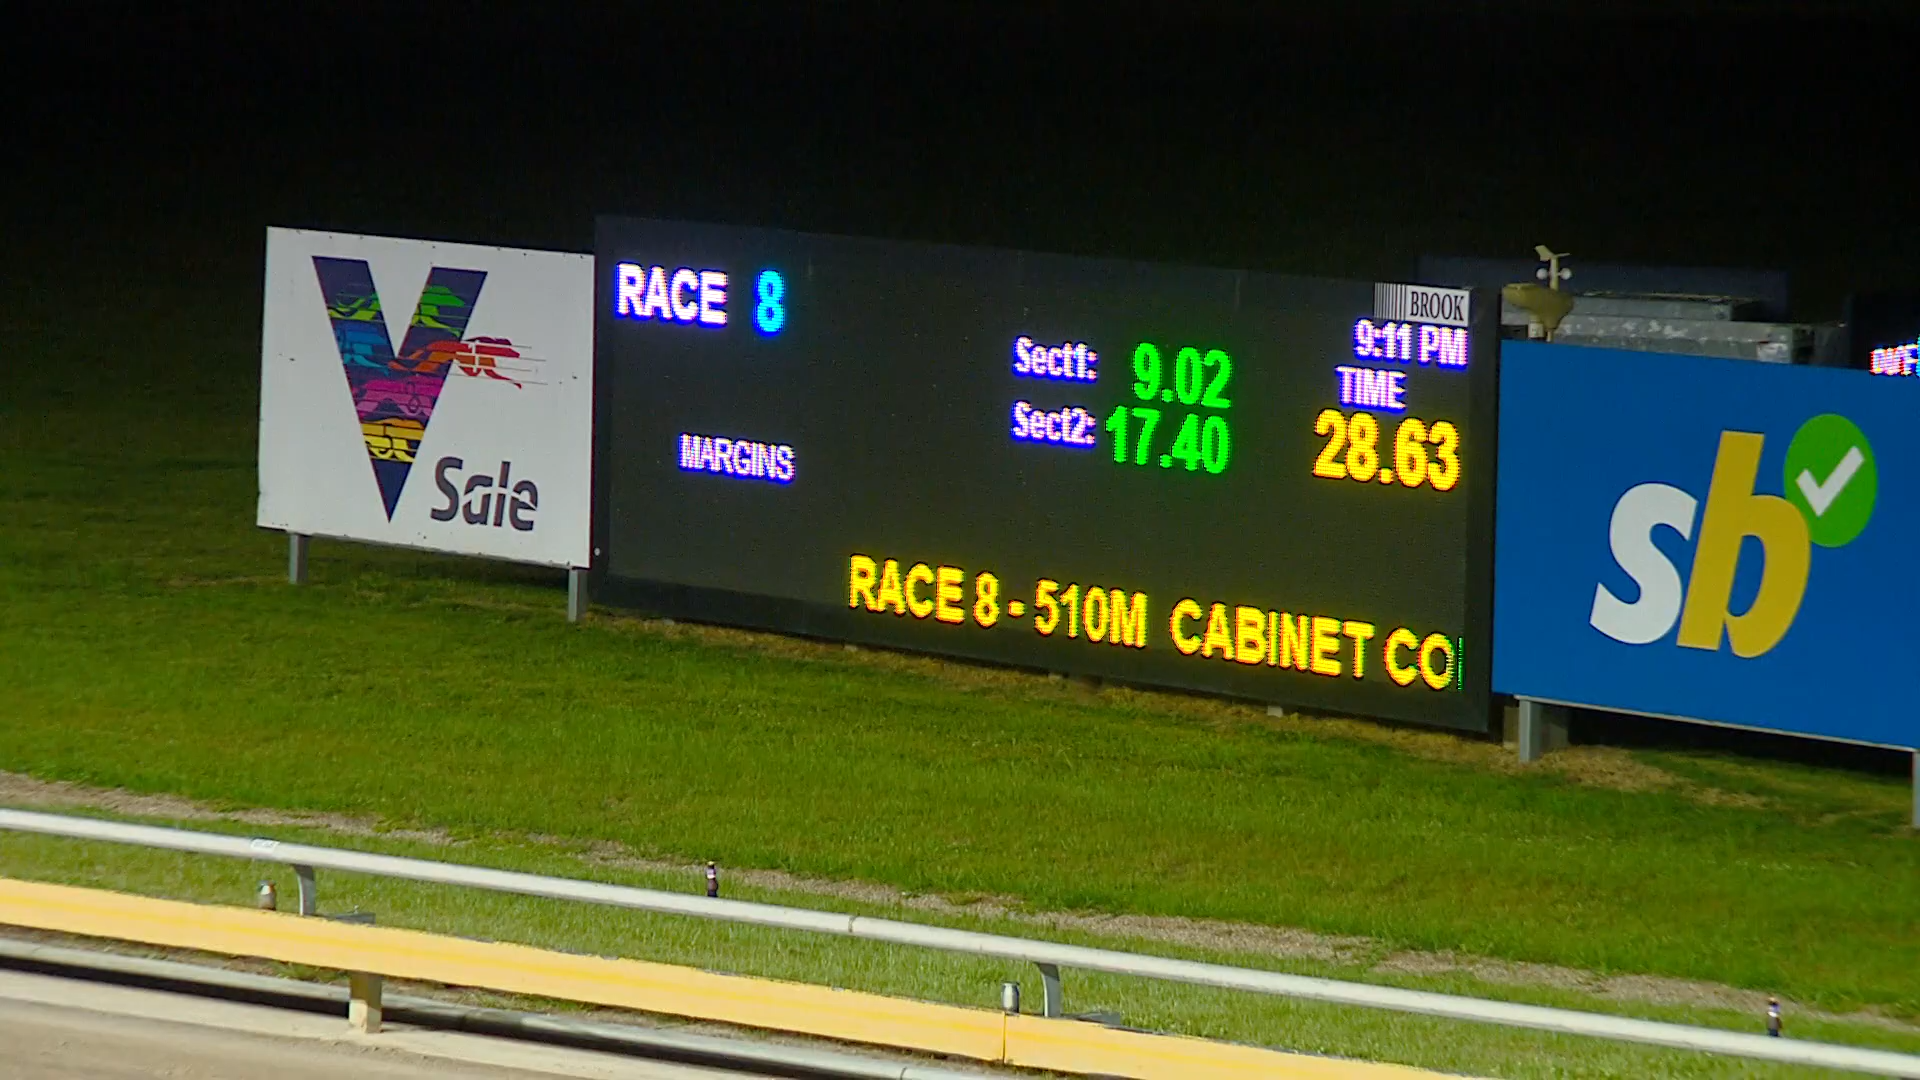 V
Sale
RACE 8
BROOK
9:11 PM
Sect1: 9.02
TIME
Sect2: 17.40
28.63
MARGINS
RACE 8 - 510M CABINET CO
sb